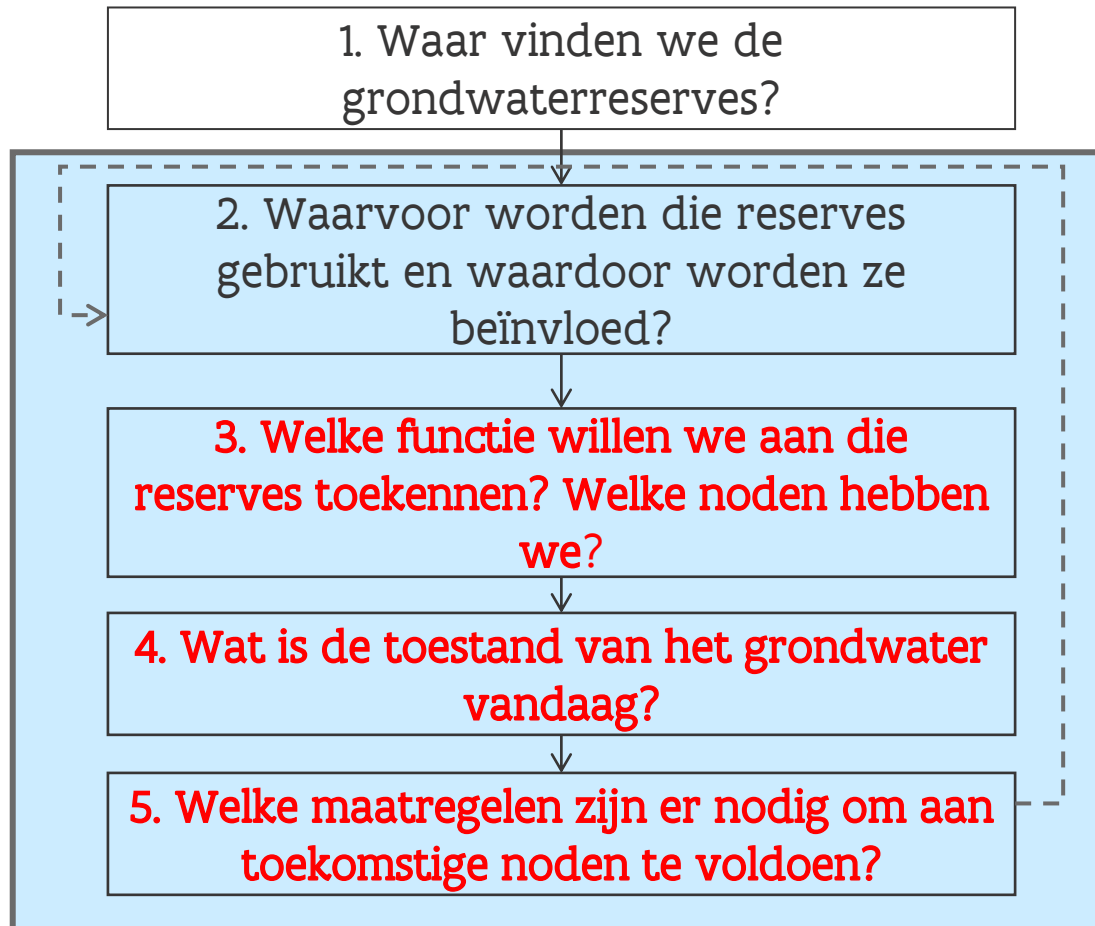 1. Waar vinden we de
grondwaterreserves?
2. Waarvoor worden die reserves
gebruikt en waardoor worden ze
beïnvloed?
3. Welke functie willen we aan die
reserves toekennen? Welke noden hebben
we?
4. Wat is de toestand van het grondwater
vandaag?
5. Welke maatregelen zijn er nodig om aan
toekomstige noden te voldoen?